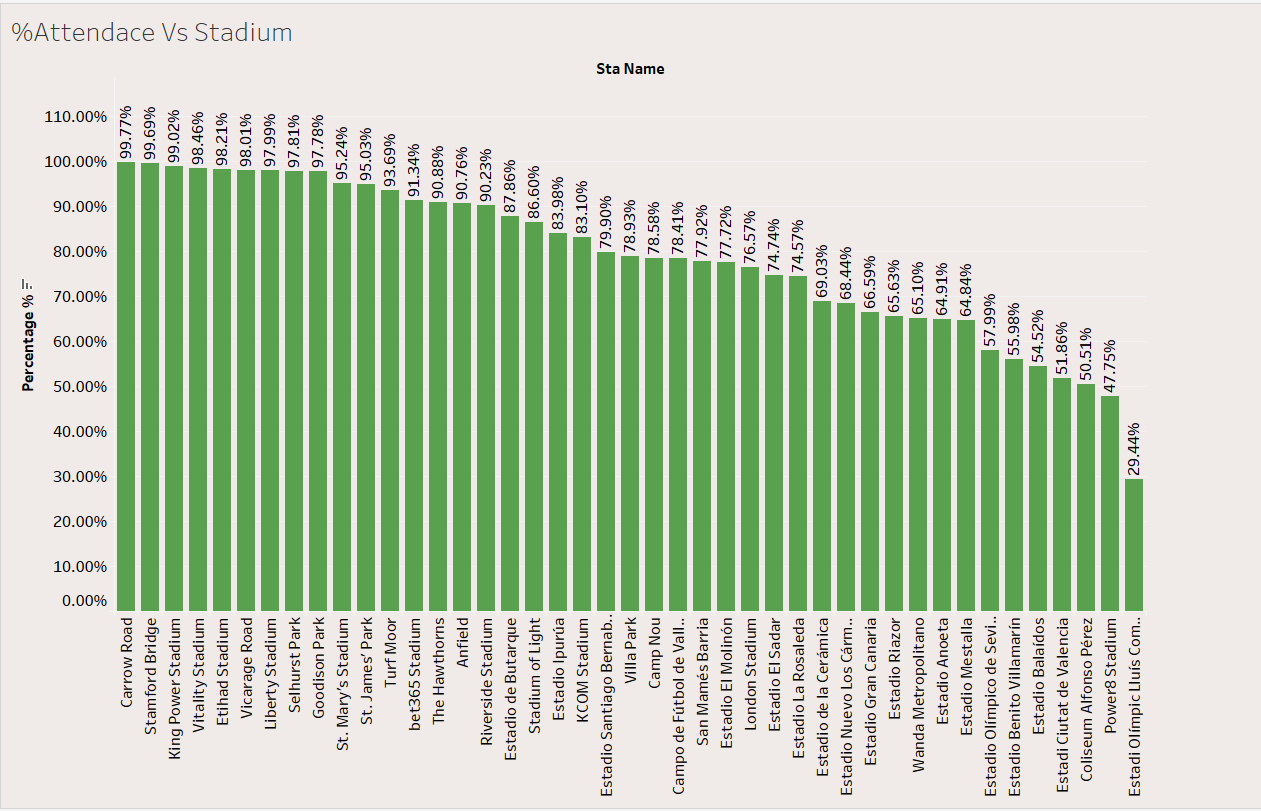 %Attendace Vs Stadium
Sta Name
Percentage %
110.00%
100.00%
90.00%
80.00%
70.00%
60.00%
50.00%
40.00%
30.00%
20.00%
10.00%
0.00%
99.77%
99.69%
99.02%
98.46%
98.21%
98.01%
97.99%
97.81%
97.78%
95.24%
95.03%
93.69%
91.34%
90.88%
90.76%
90.23%
87.86%
86.60%
83.98%
83.10%
79.90%
78.93%
78.58%
78.41%
77.92%
77.72%
76.57%
74.74%
74.57%
69.03%
68.44%
66.59%
65.63%
65.10%
64.91%
64.84%
57.99%
55.98%
54.52%
51.86%
50.51%
47.75%
29.44%
Carrow Road
Stamford Bridge
King Power Stadium
Vitality Stadium
Etihad Stadium
Vicarage Road
Liberty Stadium
Selhurst Park
Goodison Park
St. Mary's Stadium
St. James' Park
Turf Moor
bet365 Stadium
The Hawthorns
Anfield
Riverside Stadium
Estadio de Butarque
Stadium of Light
Estadio Ipurúa
KCOM Stadium
Estadio Santiago Bernab..
Villa Park
Camp Nou
Campo de Fútbol de Vall..
San Mamés Barria
Estadio El Molinón
London Stadium
Estadio El Sadar
Estadio La Rosaleda
Estadio de la Cerámica
Estadio Nuevo Los Cárm..
Estadio Gran Canaria
Estadio Riazor
Wanda Metropolitano
Estadio Anoeta
Estadio Mestalla
Estadio Olímpico de Sevi..
Estadio Benito Villamarín
Estadio Balaídos
Estadi Ciutat de Valencia
Coliseum Alfonso Pérez
Power8 Stadium
Estadi Olímpic Lluís Com..